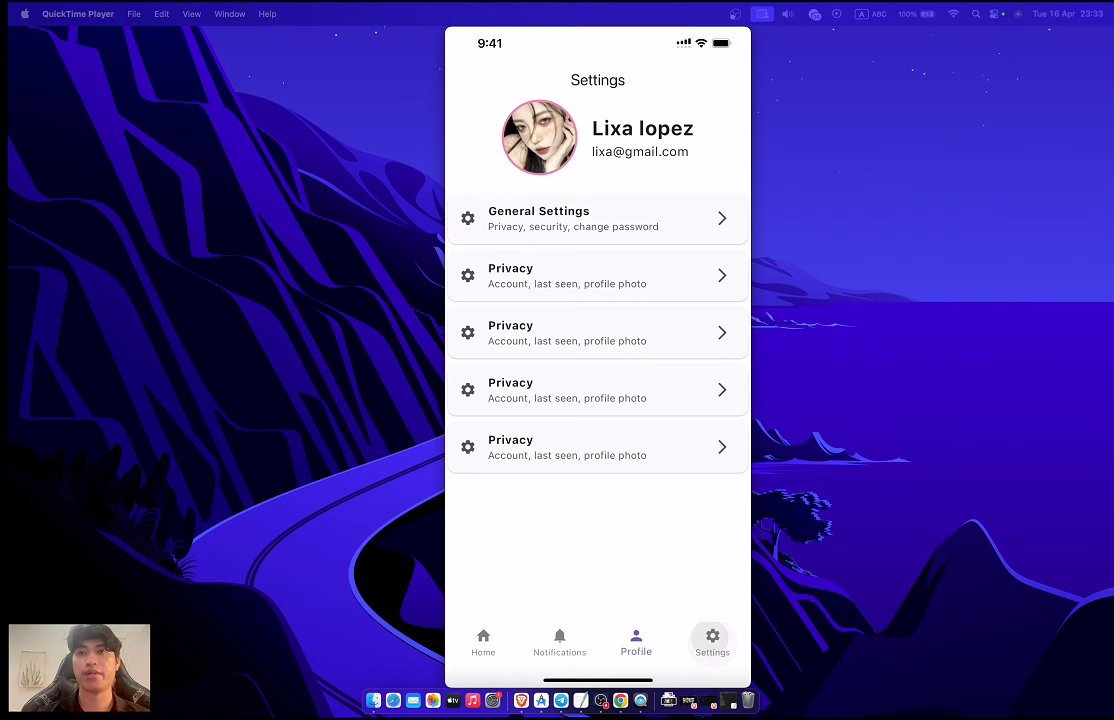 QuickTime Player File Edit View Window Help
A ABC 100% Tue 16 Apr 23:33
9:41
Settings
Lixa lopez
lixa@gmail.com
General Settings
Privacy, security, change password
Privacy
Account, last seen, profile photo
Privacy
Account, last seen, profile photo
Privacy
Account, last seen, profile photo
Privacy
Account, last seen, profile photo
Home Notifications Profile Settings